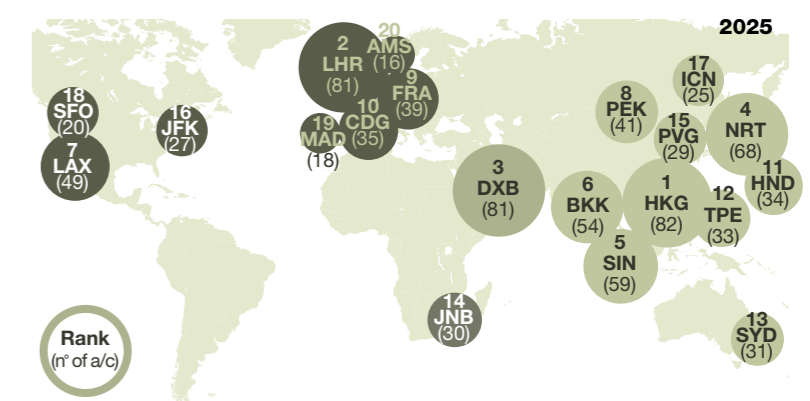 2025
20
AMS
(16)
2
LHR
(81)
9
FRA
(39)
10
CDG
(35)
19
MAD
(18)
18
SFO
(20)
7
LAX
(49)
16
JFK
(27)
17
ICN
(25)
8
PEK
(41)
15
PVG
(29)
4
NRT
(68)
11
HND
(34)
3
DXB
(81)
6
BKK
(54)
1
HKG
(82)
12
TPE
(33)
5
SIN
(59)
14
JNB
(30)
13
SYD
(31)
Rank
(n° of a/c)